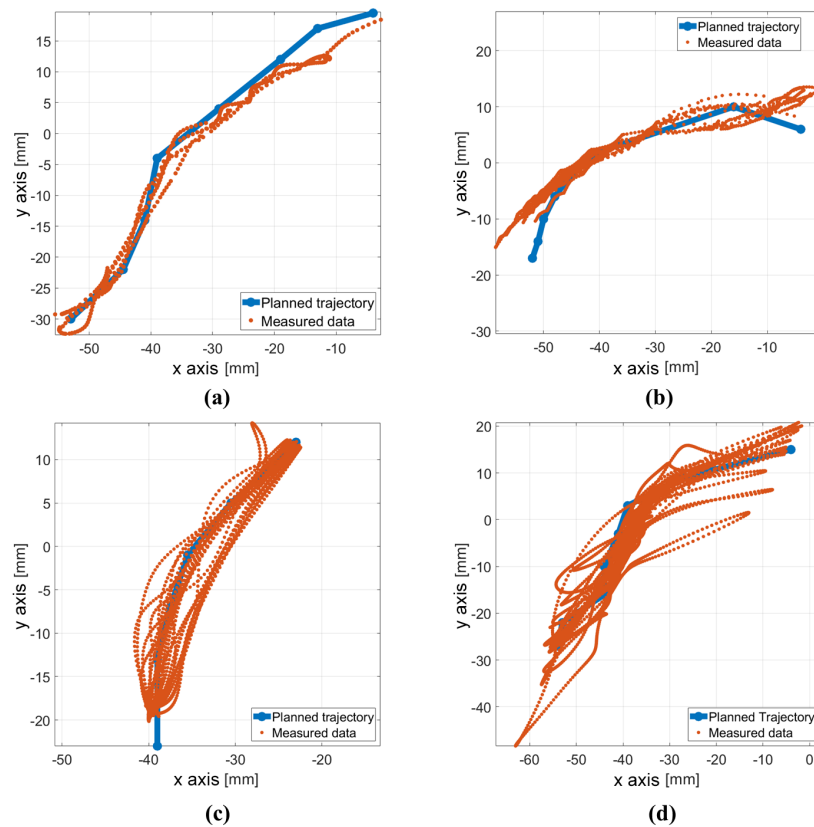 15
10
5
0
-5
-10
-15
-20
-25
-30
y axis [mm]
-50 -40 -30 -20 -10
x axis [mm]
Planned trajectory
Measured data
(a)
20
10
0
-10
-20
-30
y axis [mm]
-50 -40 -30 -20 -10
x axis [mm]
Planned trajectory
Measured data
(b)
10
5
0
-5
-10
-15
-20
y axis [mm]
-50 -40 -30 -20
x axis [mm]
Planned trajectory
Measured data
(c)
20
10
0
-10
-20
-30
-40
y axis [mm]
-60 -50 -40 -30 -20 -10 0
x axis [mm]
Planned Trajectory
Measured data
(d)